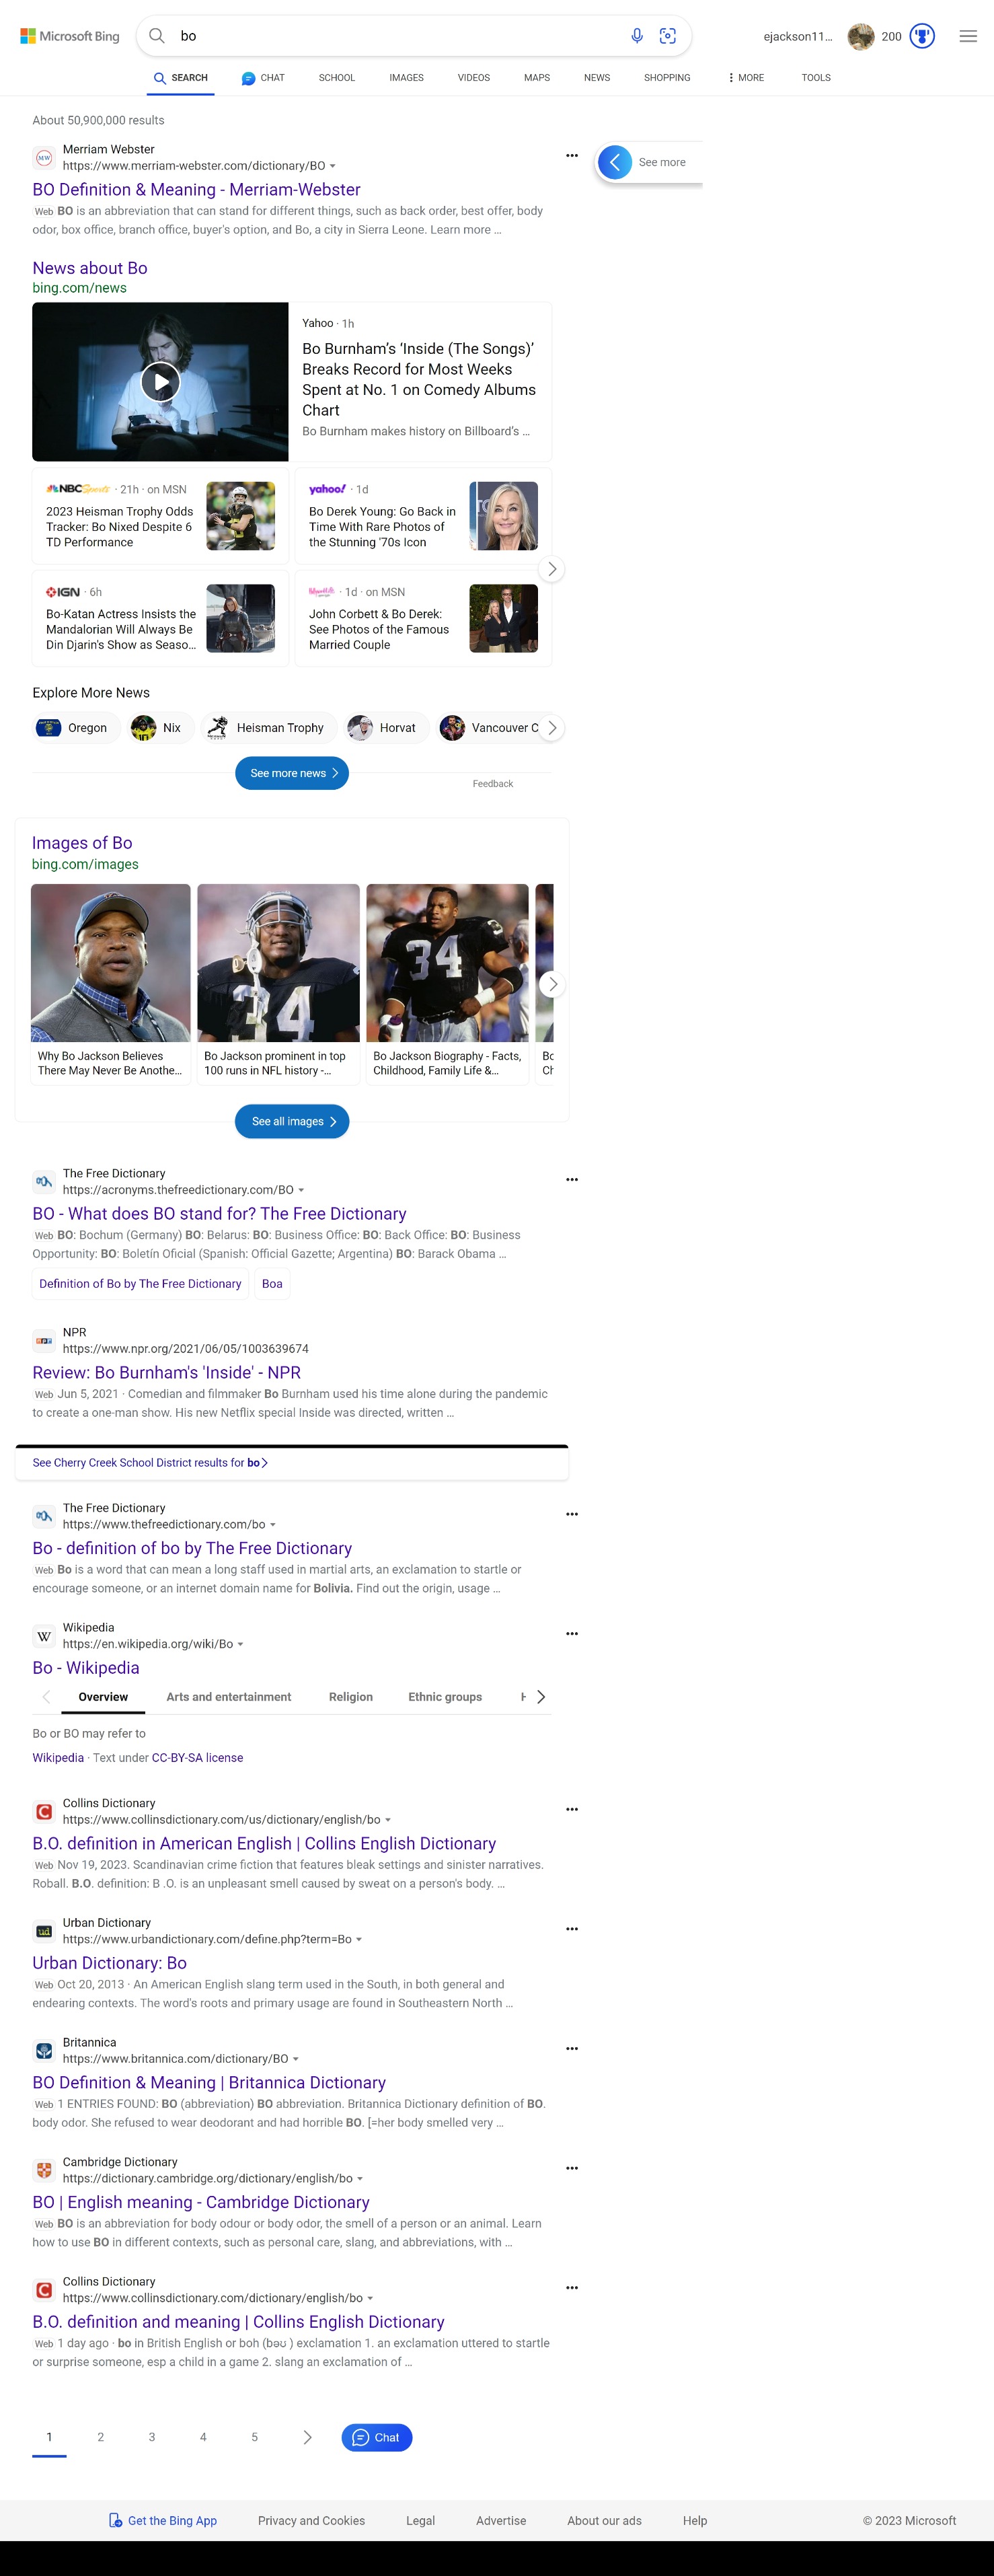 Microsoft Bing
bo
ejackson11...
200
SEARCH
CHAT
SCHOOL
IMAGES
VIDEOS
MAPS
NEWS
SHOPPING
MORE
TOOLS
About 50,900,000 results
Merriam Webster
https://www.merriam-webster.com/dictionary/BO
See more
BO Definition & Meaning - Merriam-Webster
Web BO is an abbreviation that can stand for different things, such as back order, best offer, body
odor, box office, branch office, buyer's option, and Bo, a city in Sierra Leone. Learn more ...
News about Bo
bing.com/news
Yahoo · 1h
Bo Burnham's 'Inside (The Songs)'
Breaks Record for Most Weeks
Spent at No. 1 on Comedy Albums
Chart
Bo Burnham makes history on Billboard's ...
NBC Sports · 21h · on MSN
2023 Heisman Trophy Odds
Tracker: Bo Nixed Despite 6
TD Performance
yahoo! · 1d
Bo Derek Young: Go Back in
Time With Rare Photos of
the Stunning '70s Icon
IGN · 6h
Bo-Katan Actress Insists the
Mandalorian Will Always Be
Din Djarin's Show as Seaso...
· 1d · on MSN
John Corbett & Bo Derek:
See Photos of the Famous
Married Couple
Explore More News
Oregon
Nix
Heisman Trophy
Horvat
Vancouver C
See more news
Feedback
Images of Bo
bing.com/images
34
34
Why Bo Jackson Believes
There May Never Be Anothe...
Bo Jackson prominent in top
100 runs in NFL history -...
Bo Jackson Biography - Facts,
Childhood, Family Life &...
Bo
Ch
See all images
The Free Dictionary
https://acronyms.thefreedictionary.com/BO
BO - What does BO stand for? The Free Dictionary
Web BO: Bochum (Germany) BO: Belarus: BO: Business Office: BO: Back Office: BO: Business
Opportunity: BO: Boletín Oficial (Spanish: Official Gazette; Argentina) BO: Barack Obama ...
Definition of Bo by The Free Dictionary
Boa
NPR
https://www.npr.org/2021/06/05/1003639674
Review: Bo Burnham's 'Inside' - NPR
Web Jun 5, 2021 · Comedian and filmmaker Bo Burnham used his time alone during the pandemic
to create a one-man show. His new Netflix special Inside was directed, written ...
See Cherry Creek School District results for bo
The Free Dictionary
https://www.thefreedictionary.com/bo
Bo - definition of bo by The Free Dictionary
Web Bo is a word that can mean a long staff used in martial arts, an exclamation to startle or
encourage someone, or an internet domain name for Bolivia. Find out the origin, usage ...
W
Wikipedia
https://en.wikipedia.org/wiki/Bo
Bo - Wikipedia
Overview
Arts and entertainment
Religion
Ethnic groups
Bo or BO may refer to
Wikipedia · Text under CC-BY-SA license
Collins Dictionary
https://www.collinsdictionary.com/us/dictionary/english/bo
B.O. definition in American English | Collins English Dictionary
Web Nov 19, 2023. Scandinavian crime fiction that features bleak settings and sinister narratives.
Roball. B.O. definition: B .O. is an unpleasant smell caused by sweat on a person's body. ...
ud
Urban Dictionary
https://www.urbandictionary.com/define.php?term=Bo
Urban Dictionary: Bo
Web Oct 20, 2013 · An American English slang term used in the South, in both general and
endearing contexts. The word's roots and primary usage are found in Southeastern North ...
Britannica
https://www.britannica.com/dictionary/BO
BO Definition & Meaning | Britannica Dictionary
Web 1 ENTRIES FOUND: BO (abbreviation) BO abbreviation. Britannica Dictionary definition of BO.
body odor. She refused to wear deodorant and had horrible BO. [=her body smelled very ...
Cambridge Dictionary
https://dictionary.cambridge.org/dictionary/english/bo
BO | English meaning - Cambridge Dictionary
Web BO is an abbreviation for body odour or body odor, the smell of a person or an animal. Learn
how to use BO in different contexts, such as personal care, slang, and abbreviations, with ...
Collins Dictionary
https://www.collinsdictionary.com/dictionary/english/bo
B.O. definition and meaning | Collins English Dictionary
Web 1 day ago · bo in British English or boh (bəʊ ) exclamation 1. an exclamation uttered to startle
or surprise someone, esp a child in a game 2. slang an exclamation of ...
1
2
3
4
5
Chat
Get the Bing App
Privacy and Cookies
Legal
Advertise
About our ads
Help
© 2023 Microsoft